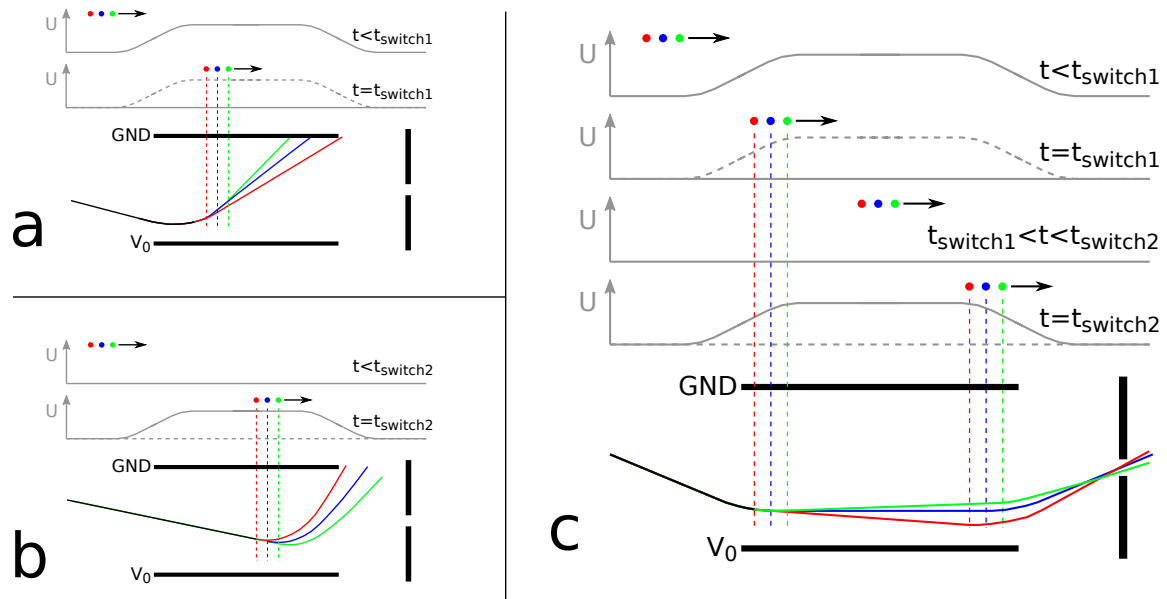 U
t<tswitch1
U
t=tswitch1
GND
V0
a
U
t<tswitch2
U
t=tswitch2
GND
V0
b
U
t<tswitch1
U
t=tswitch1
U
tswitch1<t<tswitch2
U
t=tswitch2
GND
V0
c